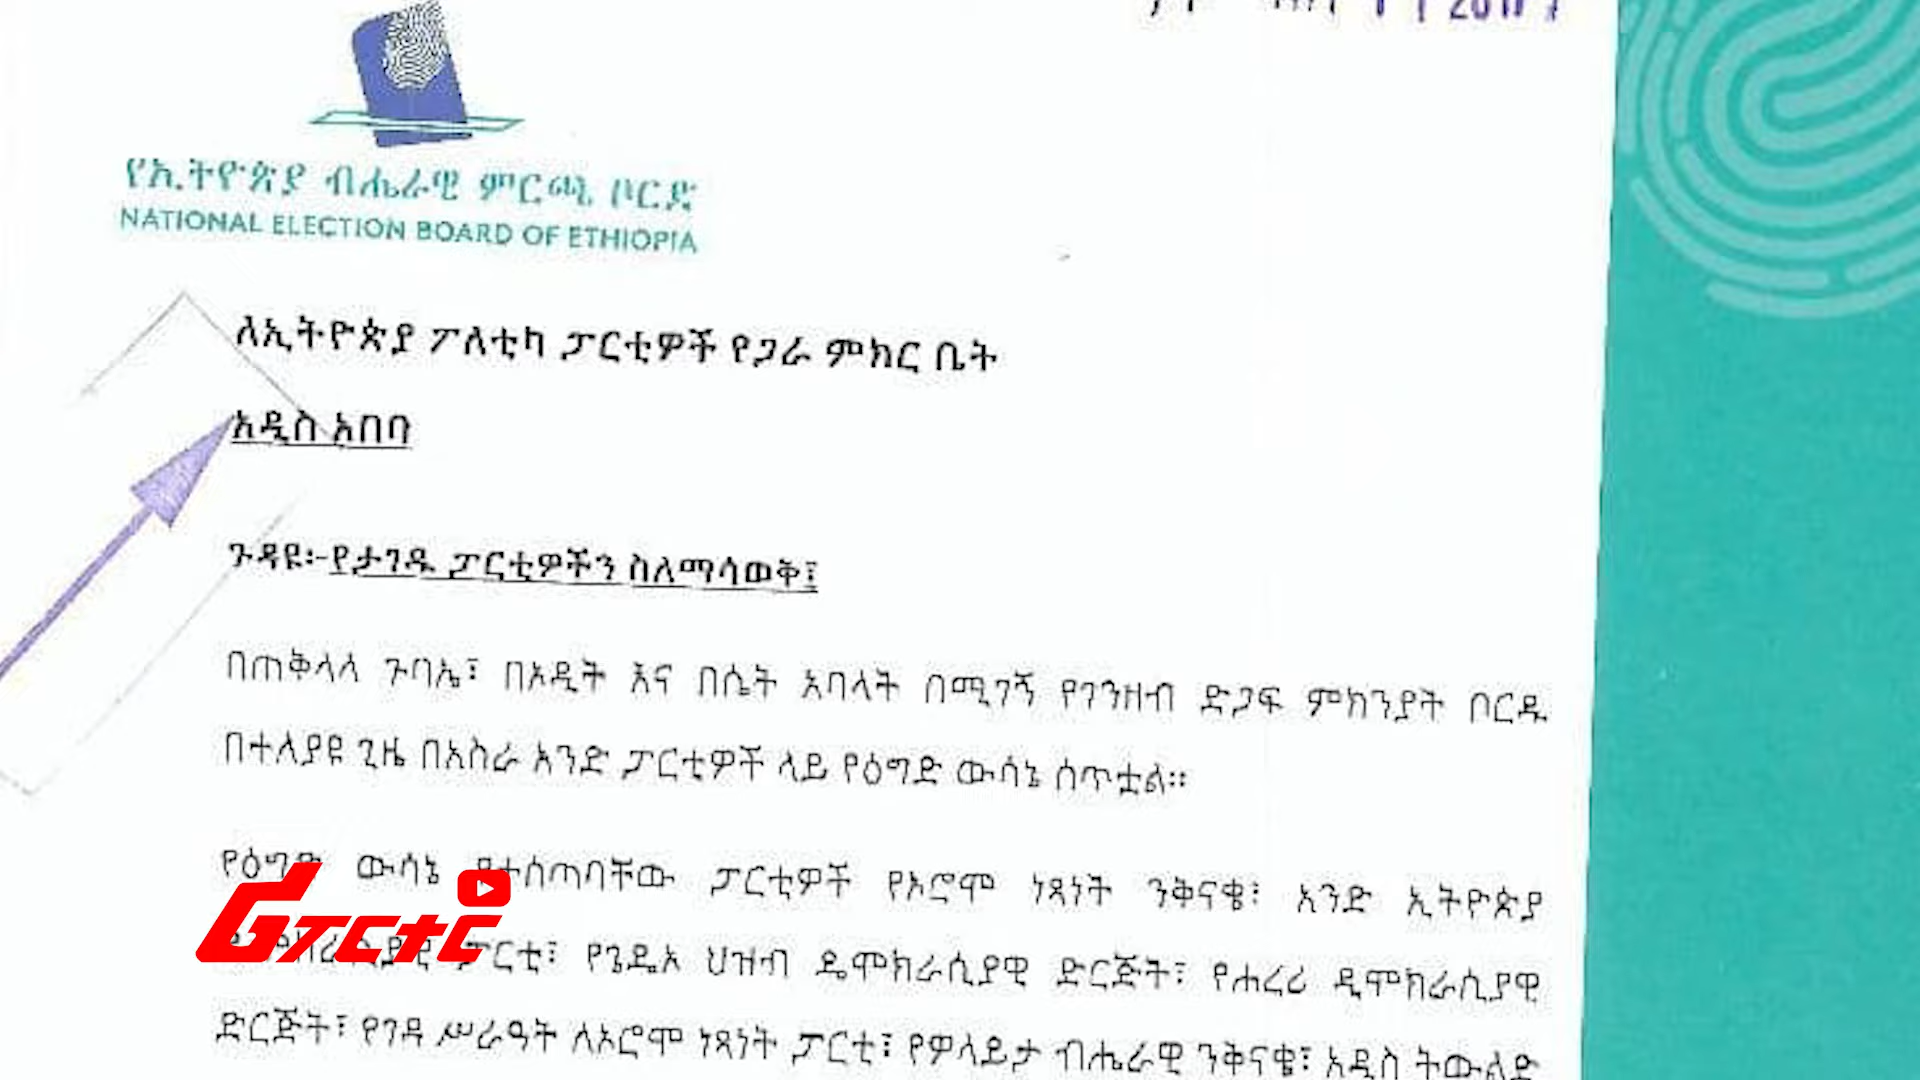 የኢትዮጵያ ብሔራዊ ምርጫ ቦርድ
NATIONAL ELECTION BOARD OF ETHIOPIA
ለኢትዮጵያ ፖለቲካ ፓርቲዎች የጋራ ምክር ቤት
አዲስ አበባ
ጉዳዩ፡-የታገዱ ፓርቲዎችን ስለማሳወቅ፤
በጠቅላላ ጉባኤ፣ በኦዲት እና በሴት አባላት በሚገኝ የገንዘብ ድጋፍ ምክንያት ቦርዱ
በተለያዩ ጊዜ በአስራ አንድ ፓርቲዎች ላይ የዕግድ ውሳኔ ሰጥቷል።
የዕግድ ውሳኔ የተሰጠባቸው ፓርቲዎች የኦሮሞ ነጻነት ንቅናቄ፣ አንድ ኢትዮጵያ
ፓርቲ፣ የጌዴኦ ህዝብ ዴሞክራሲያዊ ድርጅት፣ የሐረሪ ዲሞክራሲያዊ
ድርጅት፣ የገዳ ሥራዓት ለኦሮሞ ነጻነት ፓርቲ፣ የዎላይታ ብሔራዊ ንቅናቄ፣ አዲስ ትውልድ